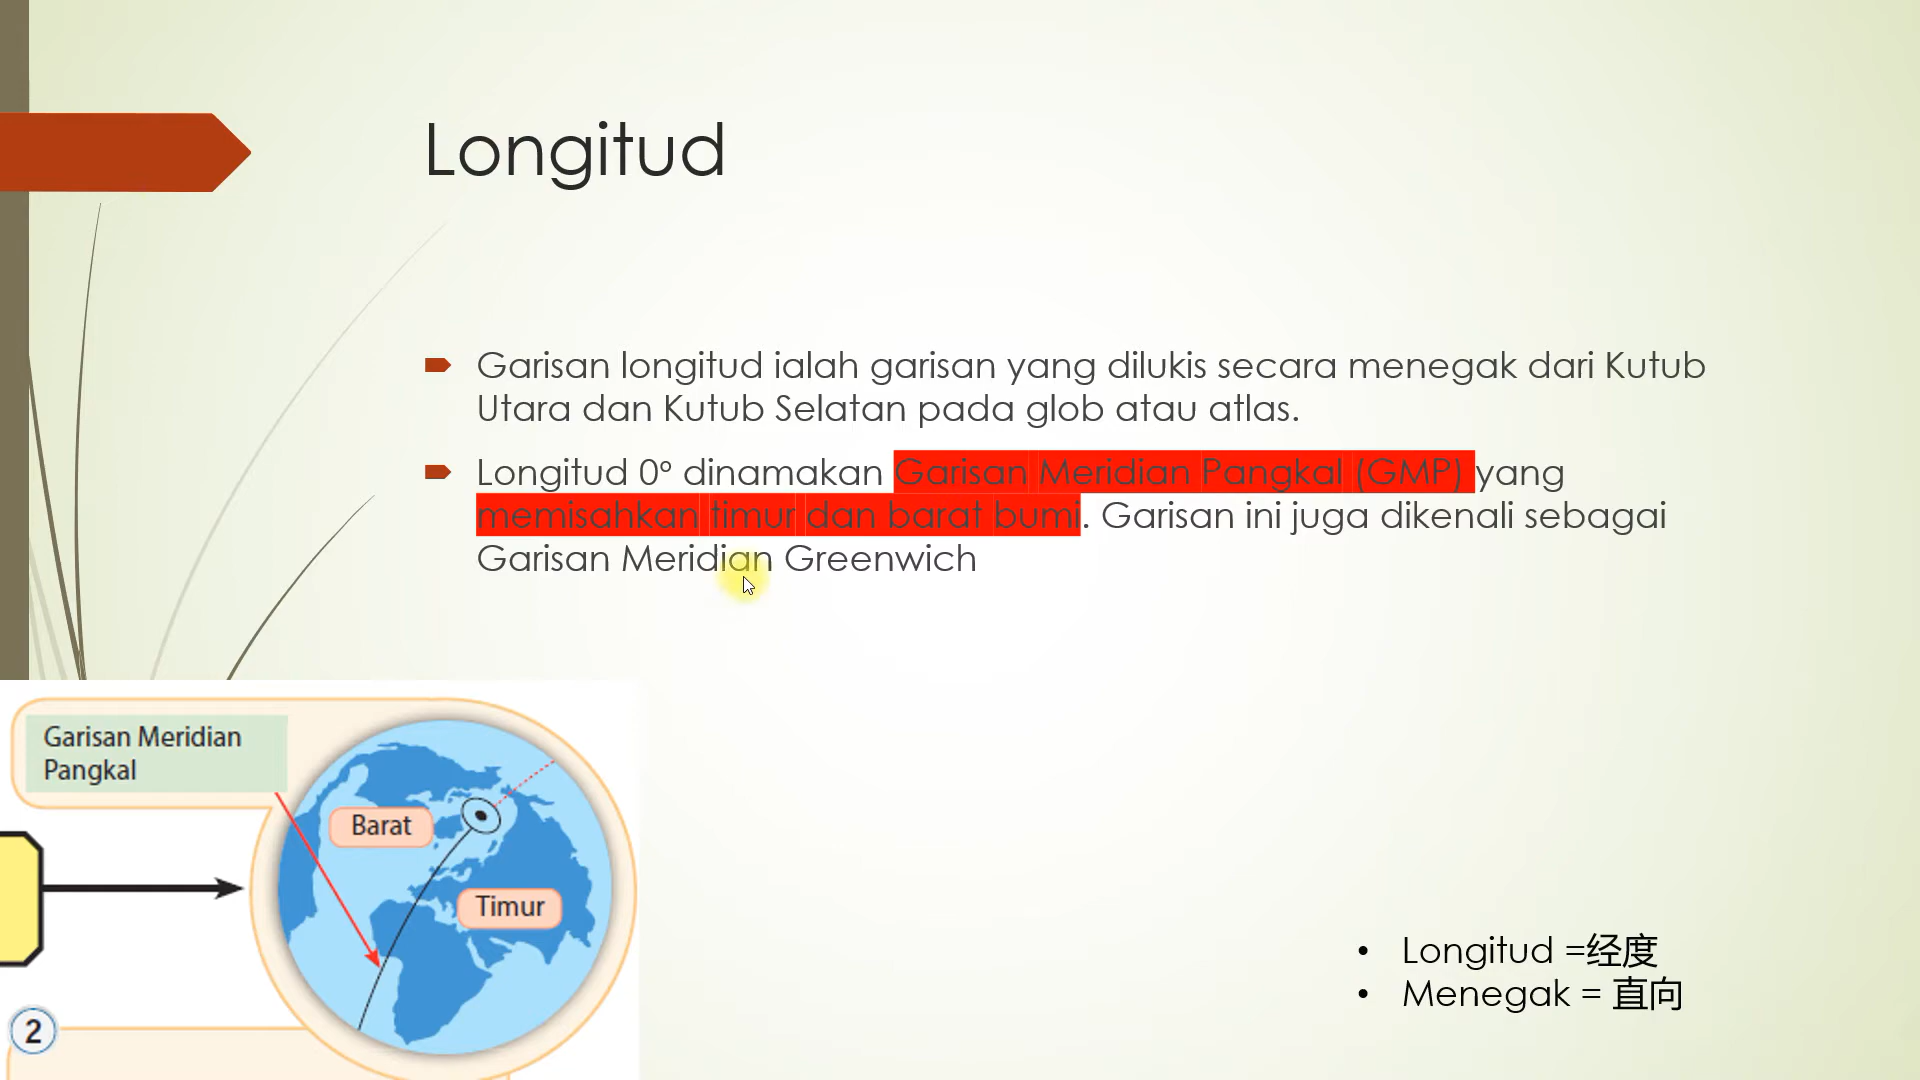 Longitud
Garisan longitud ialah garisan yang dilukis secara menegak dari Kutub
Utara dan Kutub Selatan pada glob atau atlas.
Longitud 0° dinamakan Garisan Meridian Pangkal (GMP) yang
memisahkan timur dan barat bumi. Garisan ini juga dikenali sebagai
Garisan Meridian Greenwich
Garisan Meridian
Pangkal
Barat
Timur
2
• Longitud =经度
• Menegak = 直向